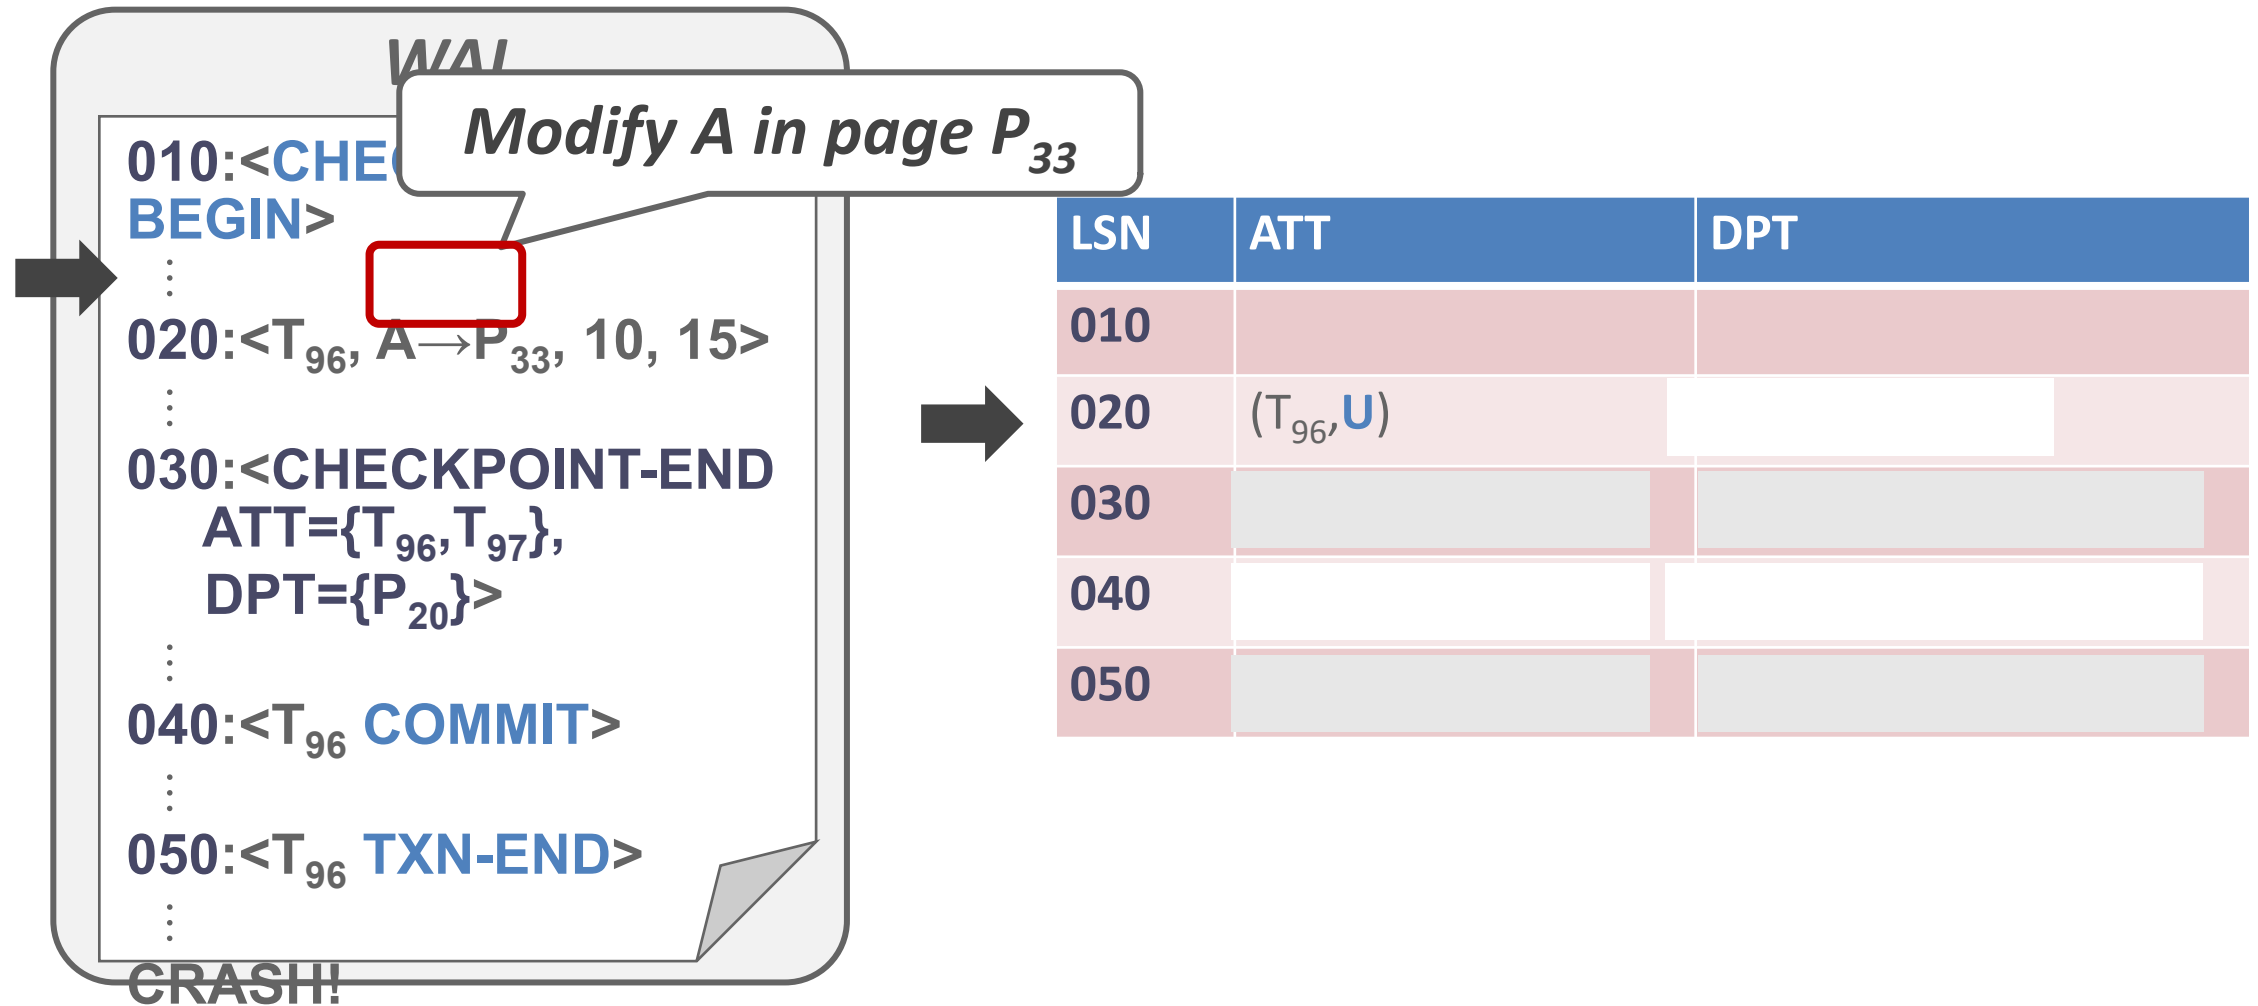 WAL
Modify A in page P33
010:<CHEC
BEGIN>
020:<T96, A→P33, 10, 15>
030:<CHECKPOINT-END
ATT={T96,T97},
DPT={P20}>
040:<T96 COMMIT>
050:<T96 TXN-END>
CRASH!
LSN ATT DPT
010
020 (T96,U)
030
040
050